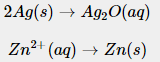 2Ag(s) → Ag₂O(aq)
Zn²⁺(aq) → Zn(s)